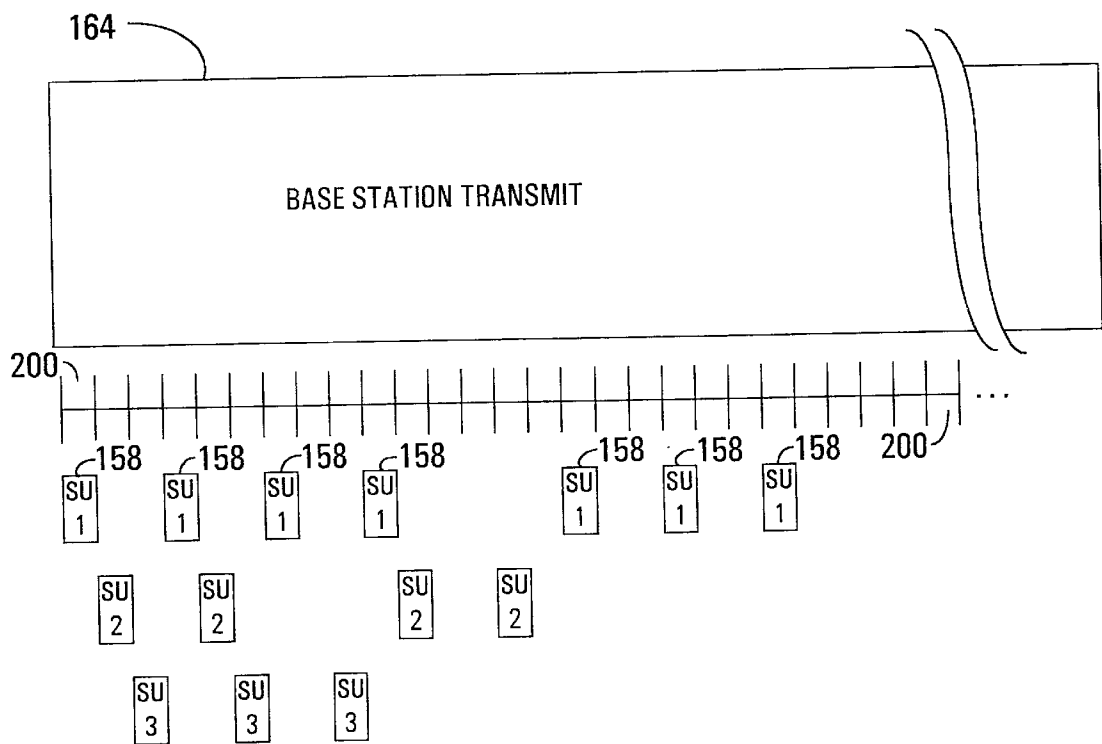 164
BASE STATION TRANSMIT
200
200
...
158 158 158 158 158 158 158
SU SU SU SU SU SU SU
1 1 1 1 1 1 1
SU SU SU SU
2 2 2 2
SU SU SU
3 3 3